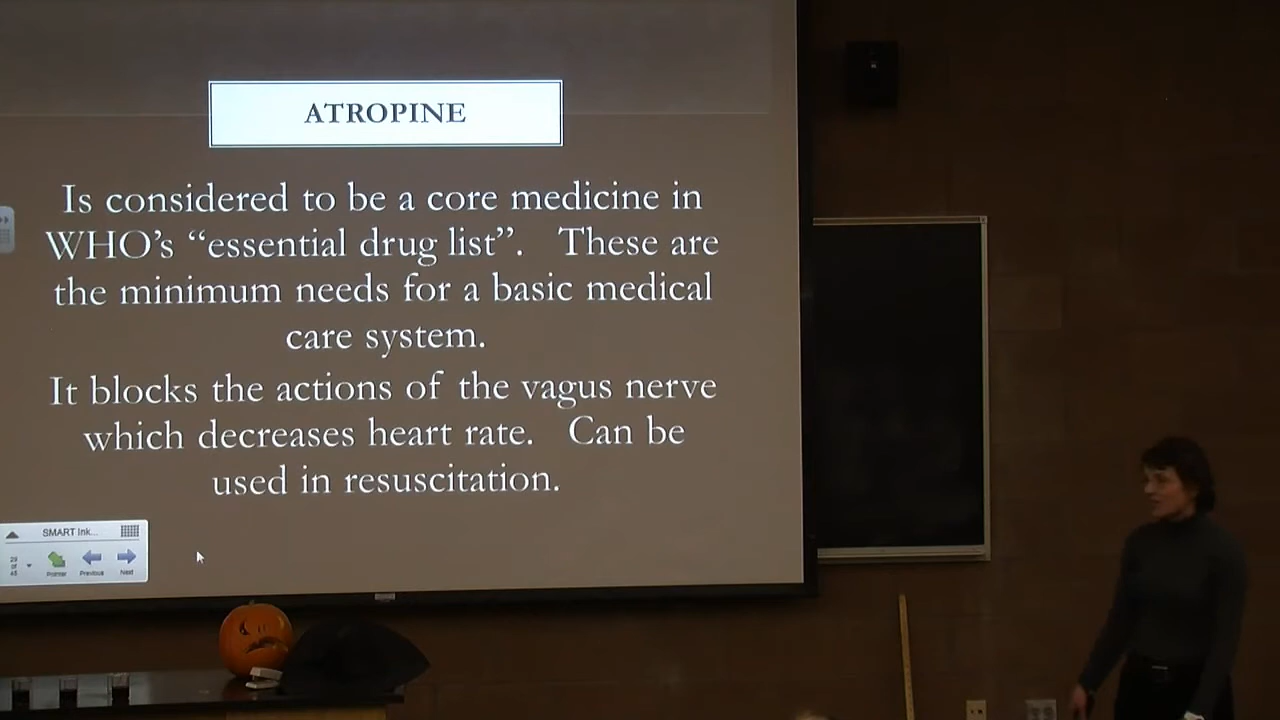 ATROPINE
Is considered to be a core medicine in
WHO's “essential drug list”. These are
the minimum needs for a basic medical
care system.
It blocks the actions of the vagus nerve
which decreases heart rate. Can be
used in resuscitation.
SMART Ink...
Pointer Previous Next